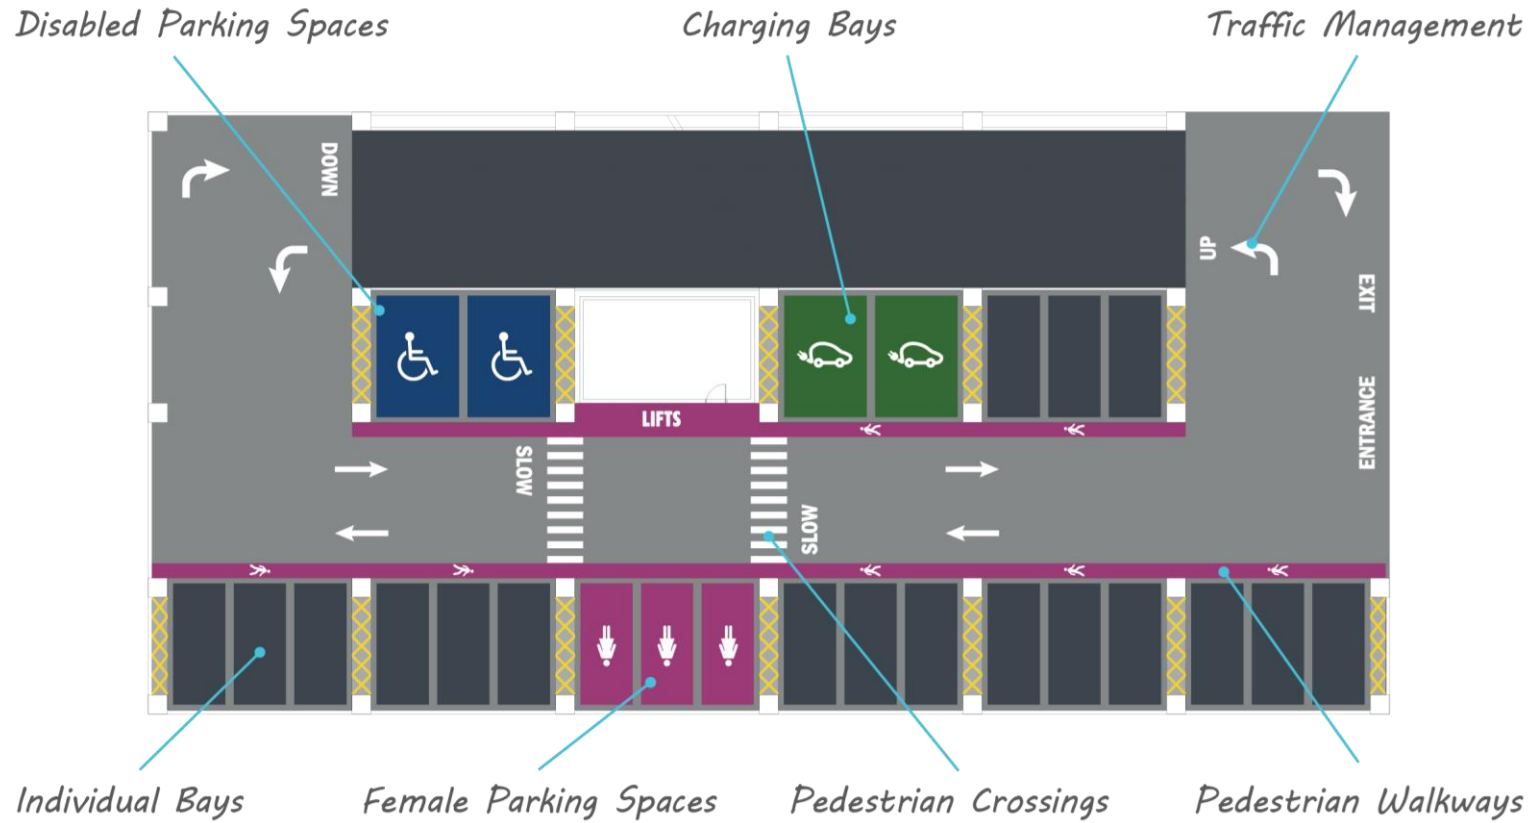 Disabled Parking Spaces
Charging Bays
Traffic Management
DOWN
UP
EXIT
LIFTS
ENTRANCE
SLOW
SLOW
Individual Bays
Female Parking Spaces
Pedestrian Crossings
Pedestrian Walkways